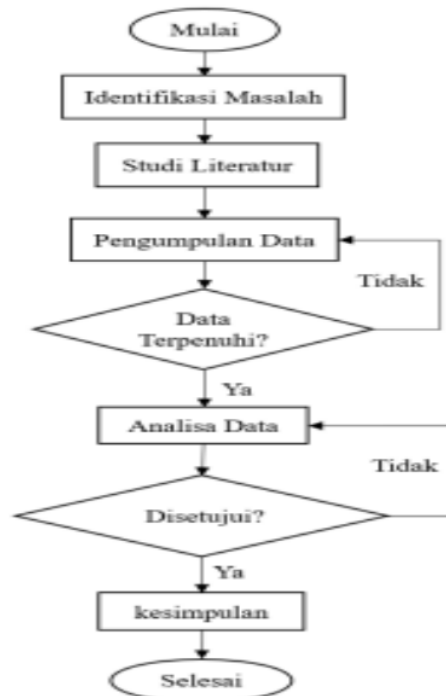 Mulai
Identifikasi Masalah
Studi Literatur
Pengumpulan Data
Tidak
Data
Terpenuhi?
Ya
Analisa Data
Tidak
Disetujui?
Ya
kesimpulan
Selesai